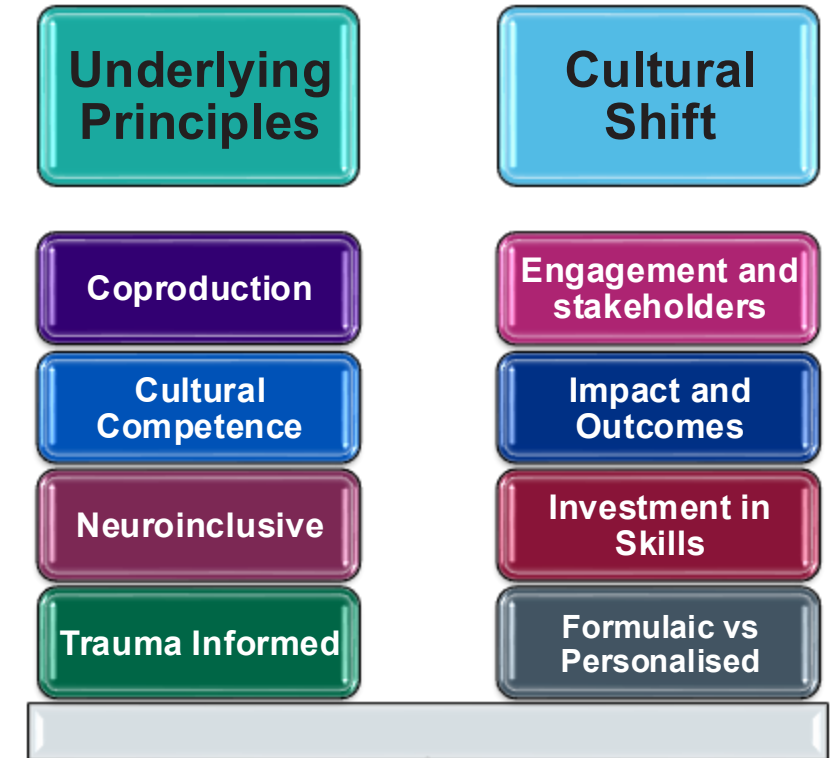 Underlying
Principles
Coproduction
Cultural
Competence
Neuroinclusive
Trauma Informed
Cultural
Shift
Engagement and
stakeholders
Impact and
Outcomes
Investment in
Skills
Formulaic vs
Personalised